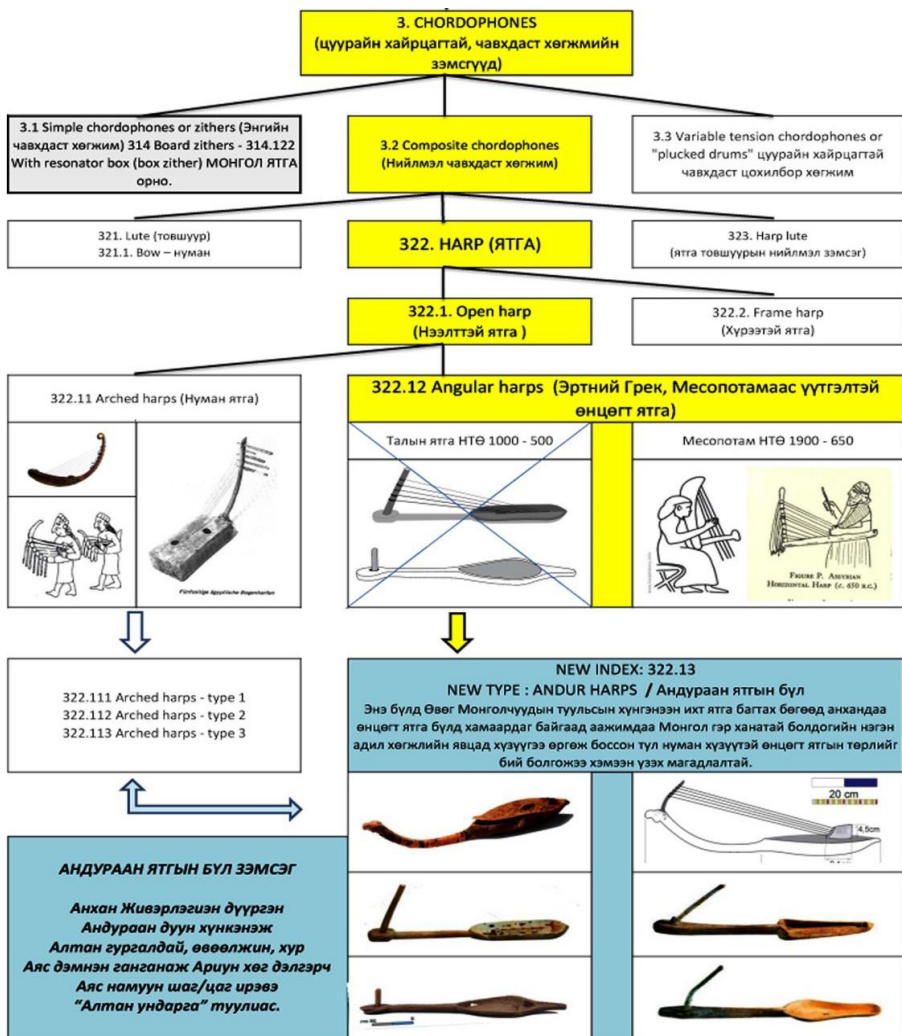 3. CHORDOPHONES
(цуурайн хайрцагтай, чавхдаст хөгжмийн
зэмсгүүд)
3.1 Simple chordophones or zithers (Энгийн
чавхдаст хөгжим) 314 Board zithers - 314.122
With resonator box (box zither) МОНГОЛ ЯТГА
орно.
3.2 Composite chordophones
(Нийлмэл чавхдаст хөгжим)
3.3 Variable tension chordophones or
"plucked drums" цуурайн хайрцагтай
чавхдаст цохилбор хөгжим
321. Lute (товшуур)
321.1. Bow – нуман
322. HARP (ЯТГА)
323. Harp lute
(ятга товшуурын нийлмэл зэмсэг)
322.1. Open harp
(Нээлттэй ятга )
322.2. Frame harp
(Хүрээтэй ятга)
322.11 Arched harps (Нуман ятга)
322.12 Angular harps (Эртний Грек, Месопотамаас үүтгэлтэй
өнцөгт ятга)
Талын ятга НТӨ 1000 - 500
Месопотам НТӨ 1900 - 650
Fünfsaitige ägyptische Bogenharfen
FIGURE P. ASSYRIAN
HORIZONTAL HARP (c. 650 B.C.)
322.111 Arched harps - type 1
322.112 Arched harps - type 2
322.113 Arched harps - type 3
NEW INDEX: 322.13
NEW TYPE : ANDUR HARPS / Андураан ятгын бүл
Энэ бүлд Өвөг Монголчуудын туульсын хүнгэнээн ихт ятга багтах бөгөөд анхандаа
өнцөгт ятга бүлд хамаардаг байгаад аажимдаа Монгол гэр ханатай болдогийн нэгэн
адил хөгжлийн явцад хүзүүгээ өргөж боссон тул нуман хүзүүтэй өнцөгт ятгын төрлийг
бий болгожээ хэмээн үзэх магадлалтай.
20 cm
4,5cm
АНДУРААН ЯТГЫН БҮЛ ЗЭМСЭГ
Анхан Живэрлэгиэн дүүргэн
Андураан дуун хүнкэнэж
Алтан гургалдай, өвөөлжин, хур
Аяс дэмнэн ганганаж Ариун хөг дэлгэрч
Аяс намуун шаг/цаг ирэвэ
“Алтан ундарга” туулиас.